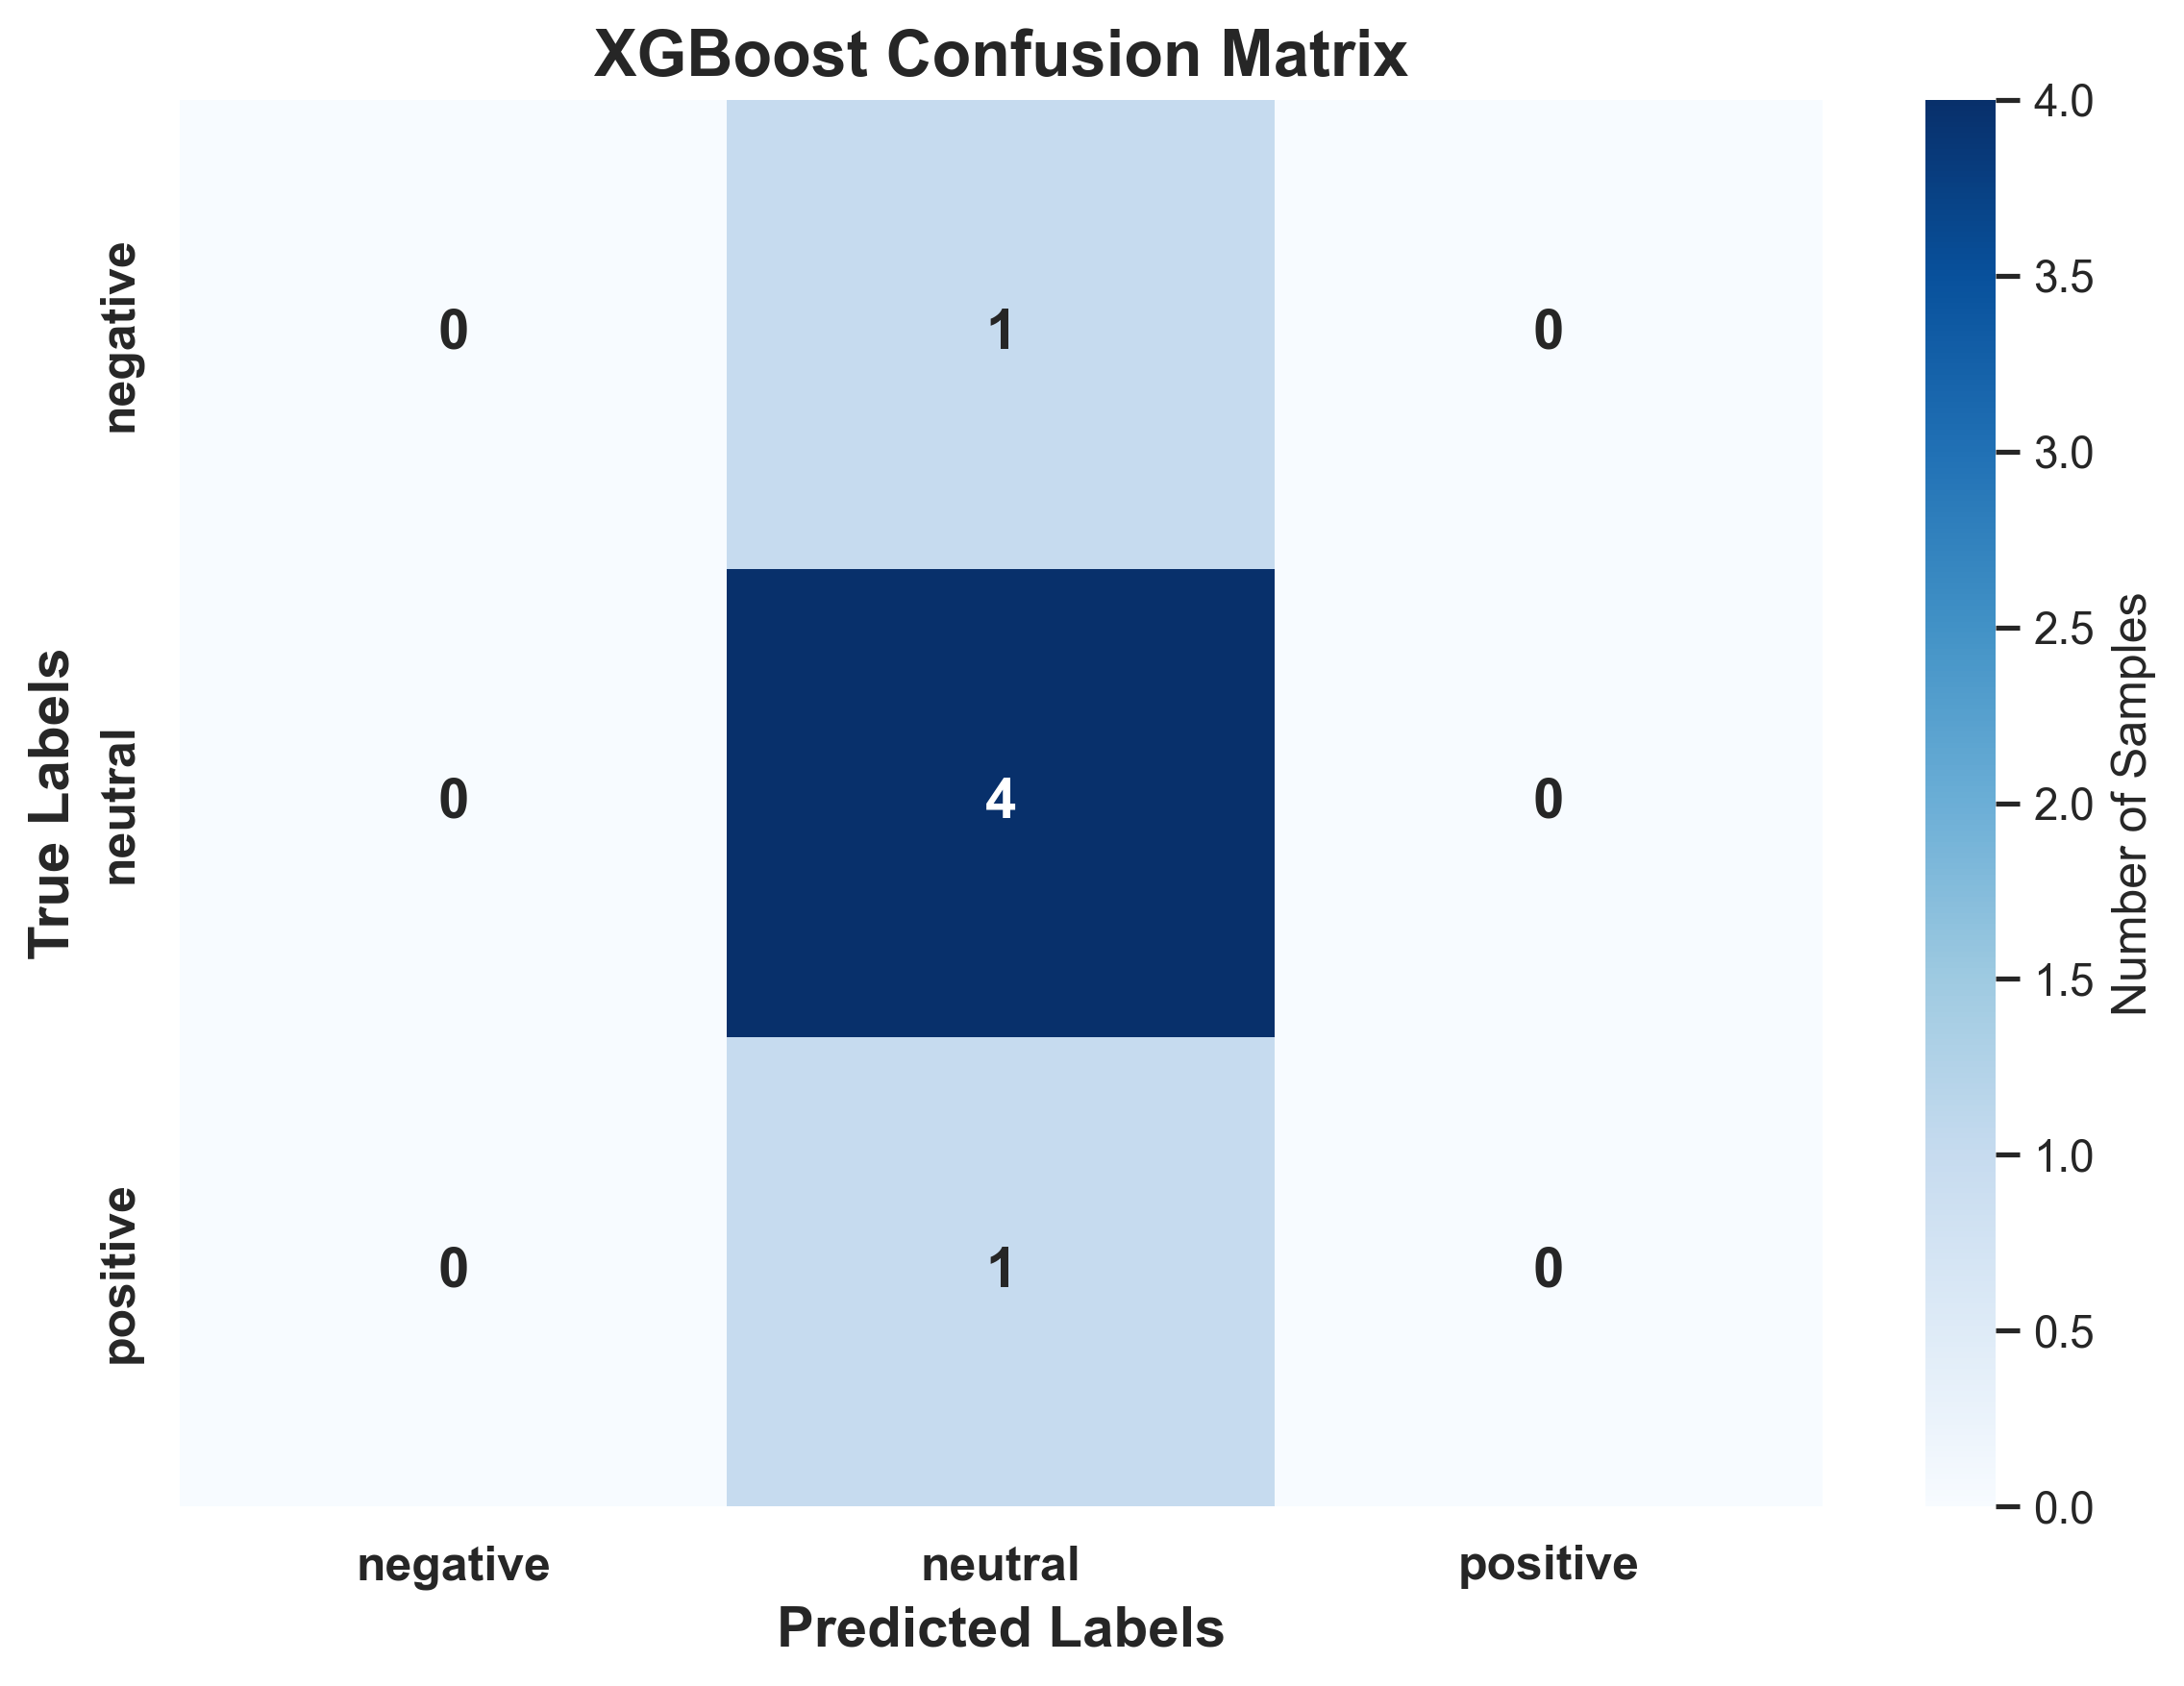 XGBoost Confusion Matrix
True Labels
negative
0 1 0
neutral
0 4 0
positive
0 1 0
negative neutral positive
Predicted Labels
4.0
3.5
3.0
2.5
2.0
1.5
1.0
0.5
0.0
Number of Samples